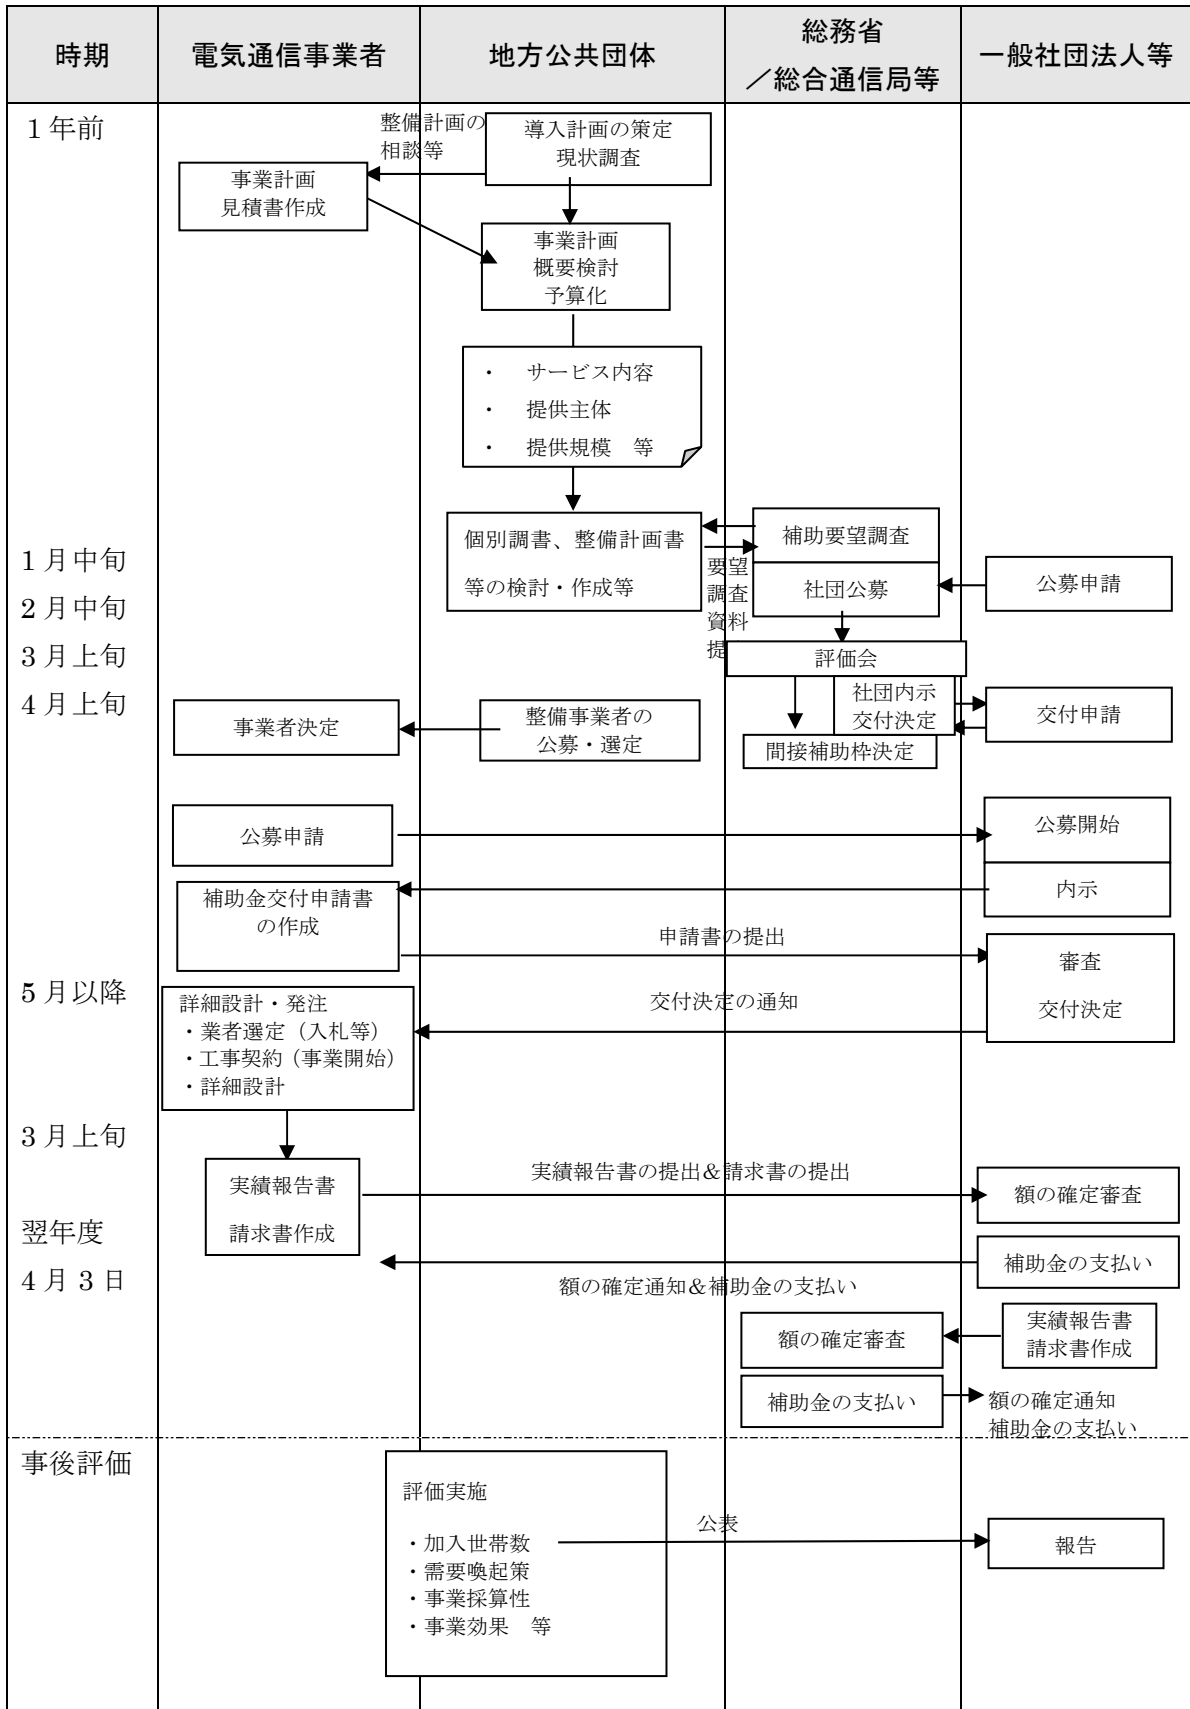 時期
電気通信事業者
地方公共団体
総務省
／総合通信局等
一般社団法人等
1 年前
整備計画の
相談等
導入計画の策定
現状調査
事業計画
見積書作成
事業計画
概要検討
予算化
・　サービス内容
・　提供主体
・　提供規模　等
1 月中旬
2 月中旬
3 月上旬
4 月上旬
個別調書、整備計画書
等の検討・作成等
要望
調査
資料
提
補助要望調査
社団公募
公募申請
評価会
社団内示
交付決定
交付申請
間接補助枠決定
事業者決定
整備事業者の
公募・選定
公募申請
公募開始
内示
補助金交付申請書
の作成
申請書の提出
審査
交付決定
5 月以降
交付決定の通知
詳細設計・発注
・業者選定（入札等）
・工事契約（事業開始）
・詳細設計
3 月上旬
実績報告書
請求書作成
実績報告書の提出＆請求書の提出
額の確定審査
翌年度
4 月 3 日
補助金の支払い
額の確定通知＆補助金の支払い
額の確定審査
実績報告書
請求書作成
補助金の支払い
額の確定通知
補助金の支払い
事後評価
評価実施
・加入世帯数
・需要喚起策
・事業採算性
・事業効果　等
公表
報告